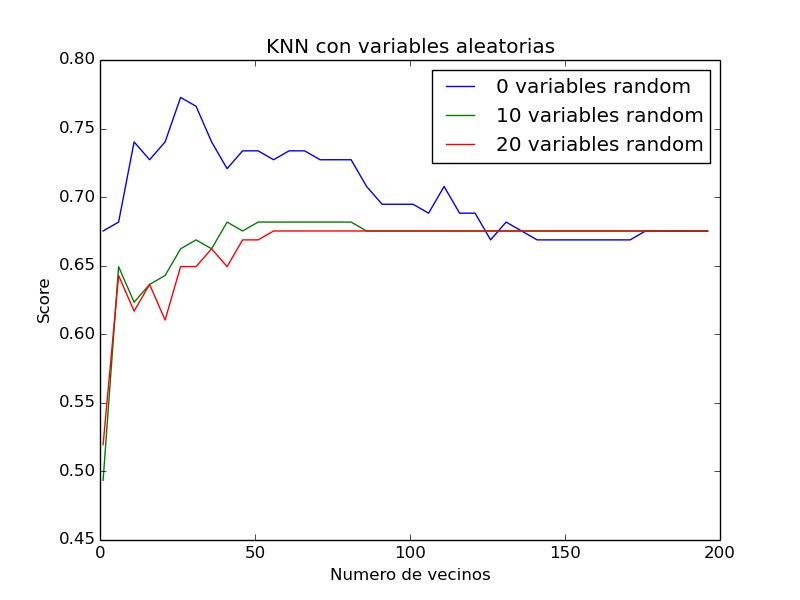 KNN con variables aleatorias
0 variables random
10 variables random
20 variables random
0.80
0.75
0.70
0.65
0.60
0.55
0.50
0.45
Score
0 50 100 150 200
Numero de vecinos